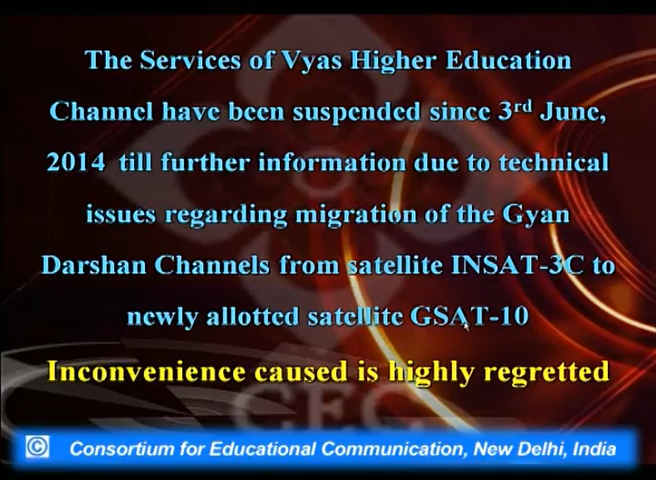 The Services of Vyas Higher Education
Channel have been suspended since 3rd June,
2014 till further information due to technical
issues regarding migration of the Gyan
Darshan Channels from satellite INSAT-3C to
newly allotted satellite GSAT-10
Inconvenience caused is highly regretted
CEC
© Consortium for Educational Communication, New Delhi, India